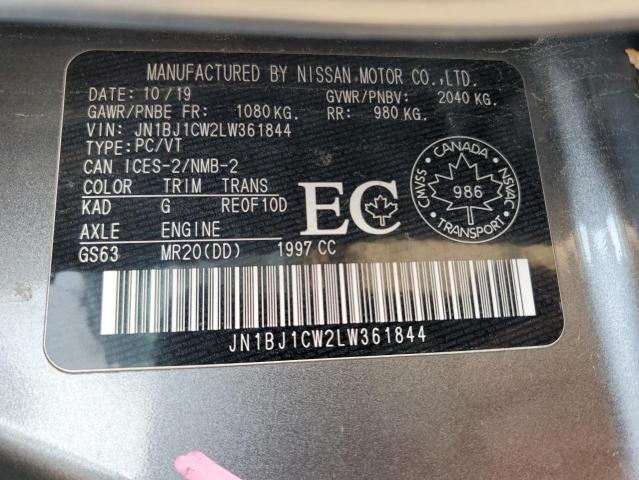 MANUFACTURED BY NISSAN MOTOR CO.,LTD.
DATE: 10/19 GVWR/PNBV: 2040 KG.
GAWR/PNBE FR: 1080 KG. RR: 980 KG.
VIN: JN1BJ1CW2LW361844
TYPE: PC/VT
CAN ICES-2/NMB-2
COLOR TRIM TRANS
KAD G RE0F10D
AXLE ENGINE
GS63 MR20(DD) 1997 CC
EC
CANADA
CMVSS 986 NSVAC
TRANSPORT
JN1BJ1CW2LW361844